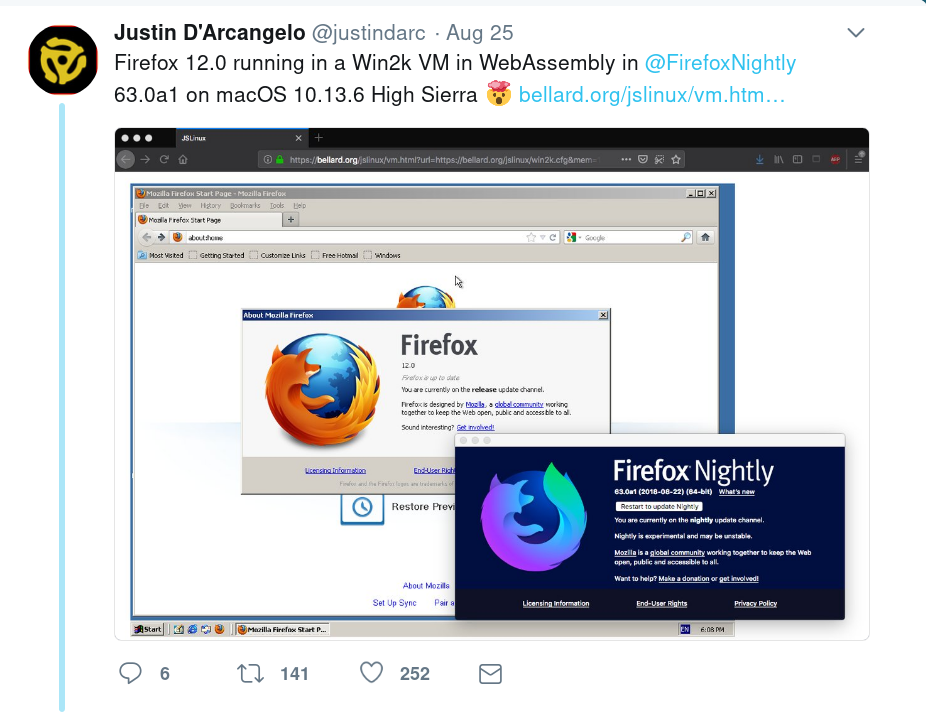 Justin D'Arcangelo @justindarc · Aug 25
Firefox 12.0 running in a Win2k VM in WebAssembly in @FirefoxNightly
63.0a1 on macOS 10.13.6 High Sierra 🤯 bellard.org/jslinux/vm.htm…
JSLinux
https://bellard.org/jslinux/vm.html?url=https://bellard.org/jslinux/win2k.cfg&mem=
Mozilla Firefox Start Page - Mozilla Firefox
File Edit View History Bookmarks Tools Help
Mozilla Firefox Start Page
about:home
Google
Most Visited Getting Started Customize Links Free Hotmail Windows
About Mozilla Firefox
Firefox
12.0
Firefox is up to date
You are currently on the release update channel.
Firefox is designed by Mozilla, a global community working
together to keep the Web open, public and accessible to all.
Sound interesting? Get involved!
Licensing Information End-User Righ
Firefox and the Firefox logos are trademarks of
Restore Previ
About Mozilla
Set Up Sync Pair a
Firefox Nightly
63.0a1 (2018-08-22) (64-bit) What's new
Restart to update Nightly
You are currently on the nightly update channel.
Nightly is experimental and may be unstable.
Mozilla is a global community working together to keep the Web
open, public and accessible to all.
Want to help? Make a donation or get involved!
Licensing Information End-User Rights Privacy Policy
Start Mozilla Firefox Start P... EN 6:08 PM
6 141 252